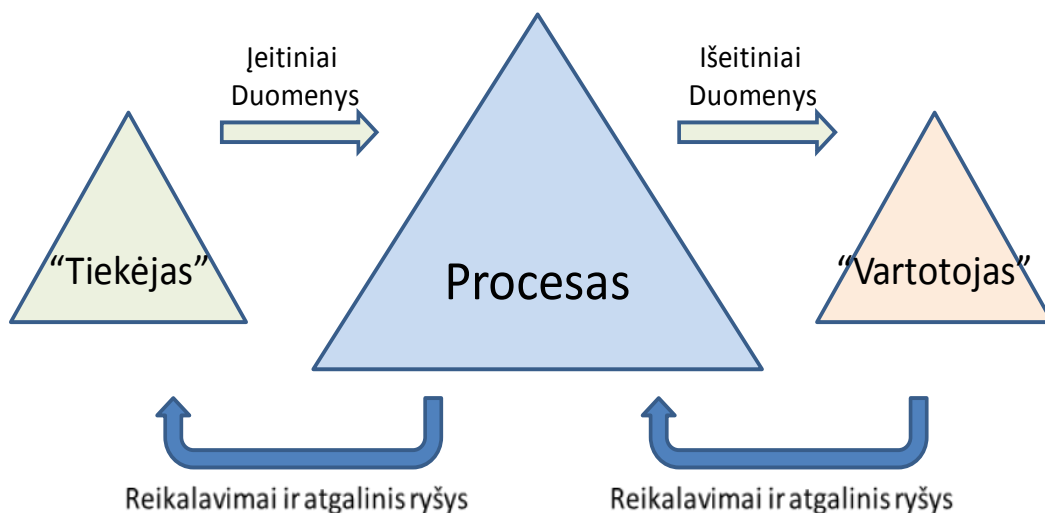 Įeitiniai
Duomenys
Išeitiniai
Duomenys
“Tiekėjas”
Procesas
“Vartotojas”
Reikalavimai ir atgalinis ryšys
Reikalavimai ir atgalinis ryšys